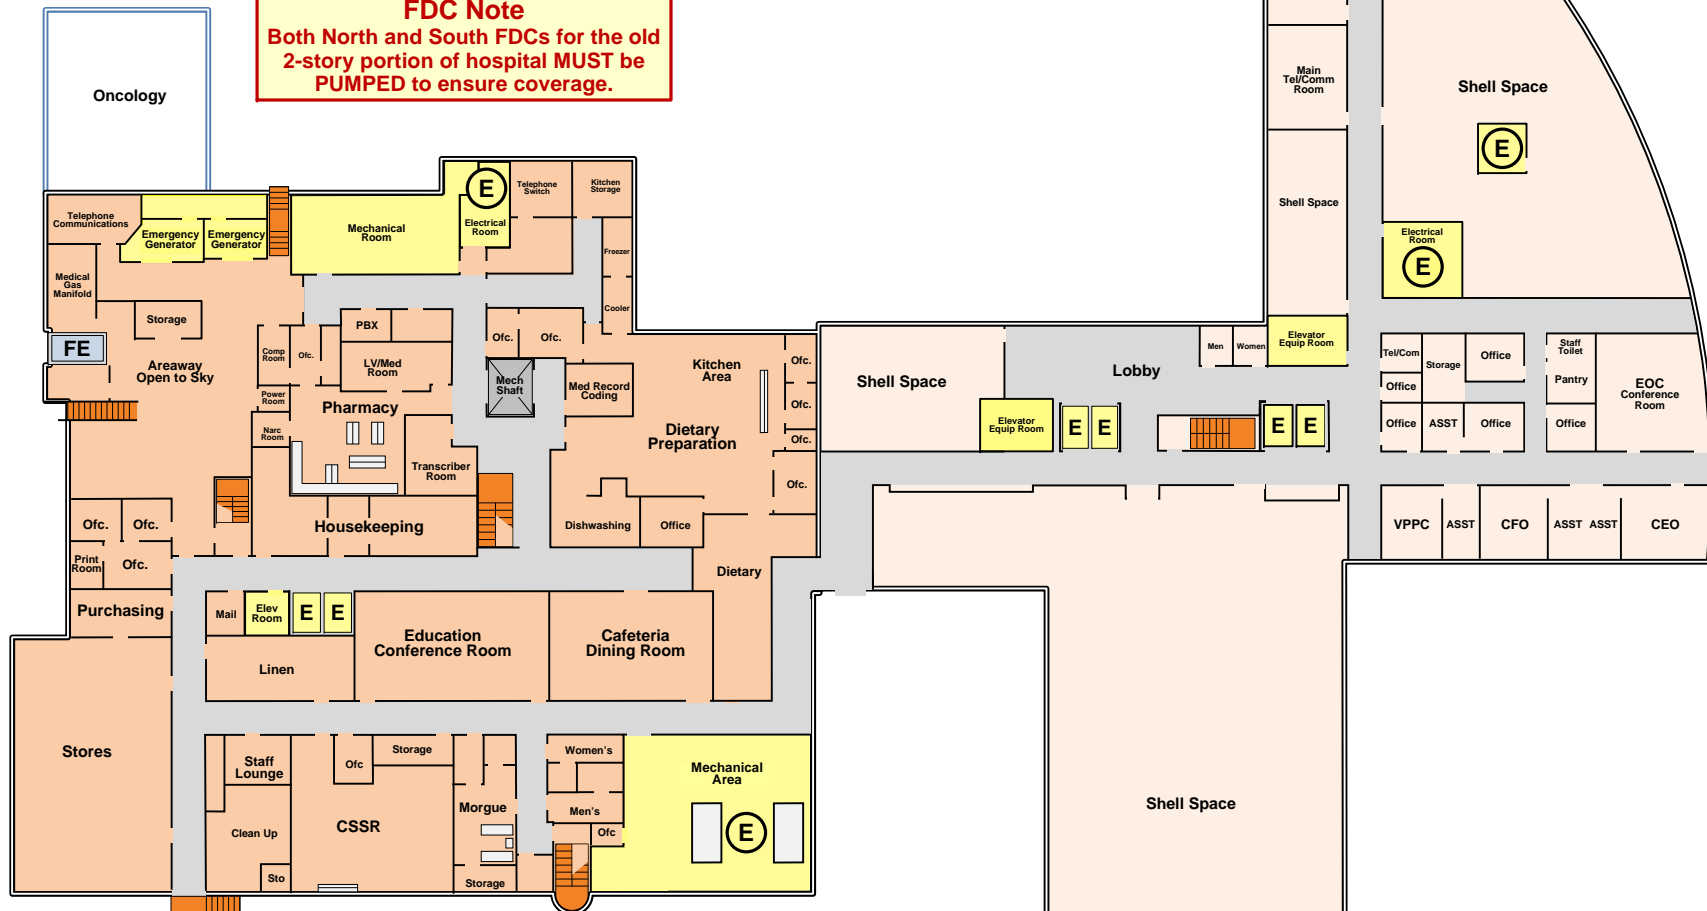 FDC Note
Both North and South FDCs for the old
2-story portion of hospital MUST be
PUMPED to ensure coverage.
Oncology
Main
Tel/Comm
Room
Shell Space
E
Shell Space
Electrical
Room
E
Telephone
Communications
Emergency
Generator
Emergency
Generator
Mechanical
Room
E
Electrical
Room
Telephone
Switch
Kitchen
Storage
Freezer
Cooler
Medical
Gas
Manifold
Storage
FE
Areaway
Open to Sky
Comp
Room
Ofc.
PBX
LV/Med
Room
Power
Room
Narc
Room
Pharmacy
Transcriber
Room
Ofc.
Ofc.
Mech
Shaft
Med Record
Coding
Kitchen
Area
Dietary
Preparation
Ofc.
Ofc.
Ofc.
Ofc.
Shell Space
Lobby
Men
Women
Elevator
Equip Room
Elevator
Equip Room
E
E
E
E
Tel/Com
Storage
Office
Office
Office
ASST
Office
Staff
Toilet
Pantry
Office
EOC
Conference
Room
VPPC
ASST
CFO
ASST
ASST
CEO
Ofc.
Ofc.
Print
Room
Ofc.
Purchasing
Housekeeping
Dishwashing
Office
Dietary
Mail
Elev
Room
E
E
Linen
Education
Conference Room
Cafeteria
Dining Room
Stores
Staff
Lounge
Ofc
Storage
Clean Up
CSSR
Sto
Morgue
Storage
Women's
Men's
Ofc
Mechanical
Area
E
Shell Space